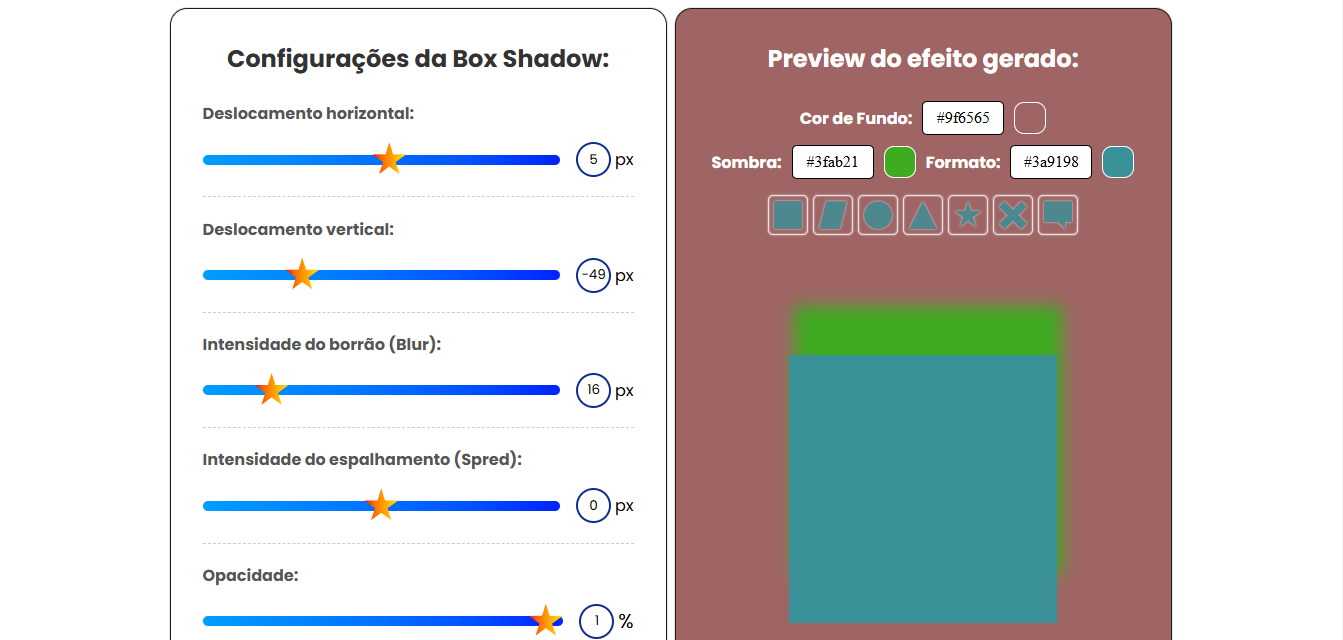 Configurações da Box Shadow:
Deslocamento horizontal:
5 px
Deslocamento vertical:
-49 px
Intensidade do borrão (Blur):
16 px
Intensidade do espalhamento (Spred):
0 px
Opacidade:
1 %
Preview do efeito gerado:
Cor de Fundo: #9f6565
Sombra: #3fab21 Formato: #3a9198